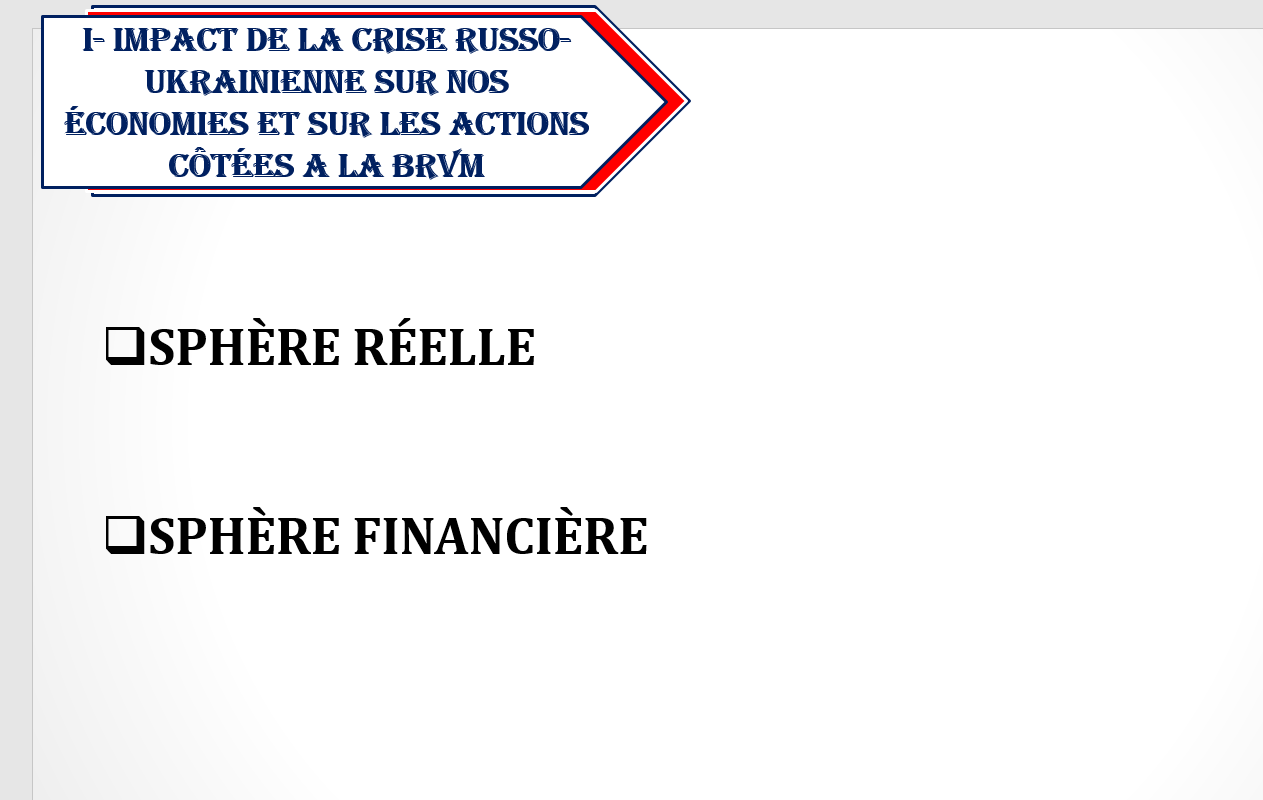 I- IMPACT DE LA CRISE RUSSO-
UKRAINIENNE SUR NOS
ÉCONOMIES ET SUR LES ACTIONS
CÔTÉES A LA BRVM
❑SPHÈRE RÉELLE
❑SPHÈRE FINANCIÈRE